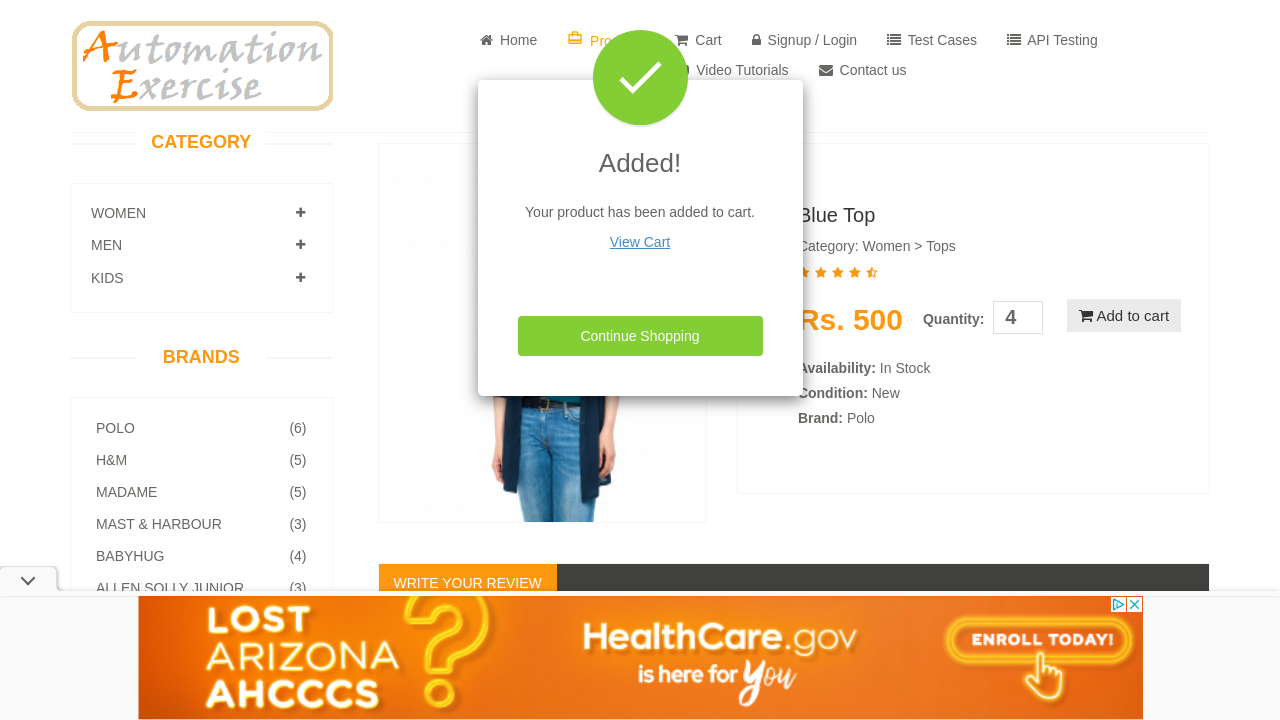 Automation
Exercise
Home
Cart
Signup / Login
Test Cases
API Testing
Video Tutorials
Contact us
CATEGORY
WOMEN
MEN
KIDS
BRANDS
POLO (6)
H&M (5)
MADAME (5)
MAST & HARBOUR (3)
BABYHUG (4)
ALLEN SOLLY JUNIOR (3)
Added!
Your product has been added to cart.
View Cart
Continue Shopping
Blue Top
Category: Women > Tops
Rs. 500 Quantity: 4 Add to cart
Availability: In Stock
Condition: New
Brand: Polo
WRITE YOUR REVIEW
LOST
ARIZONA
AHCCCS
?
HealthCare.gov
is here for You
ENROLL TODAY!